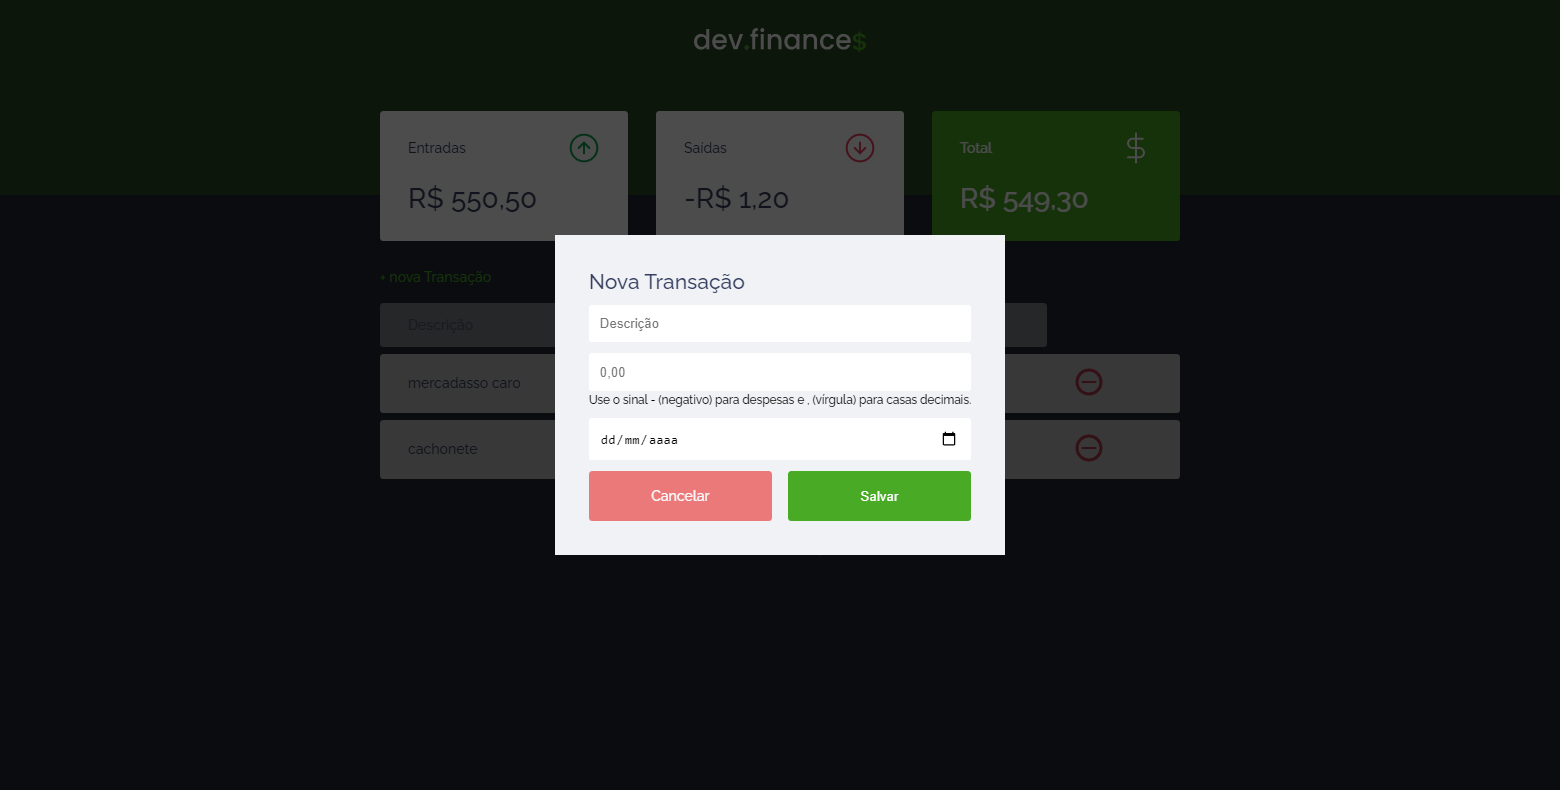 dev.finance$
Entradas
R$ 550,50
Saídas
-R$ 1,20
Total
R$ 549,30
+ nova Transação
Descrição
mercadasso caro
cachonete
Nova Transação
Descrição
0,00
Use o sinal - (negativo) para despesas e , (vírgula) para casas decimais.
dd/mm/aaaa
Cancelar
Salvar